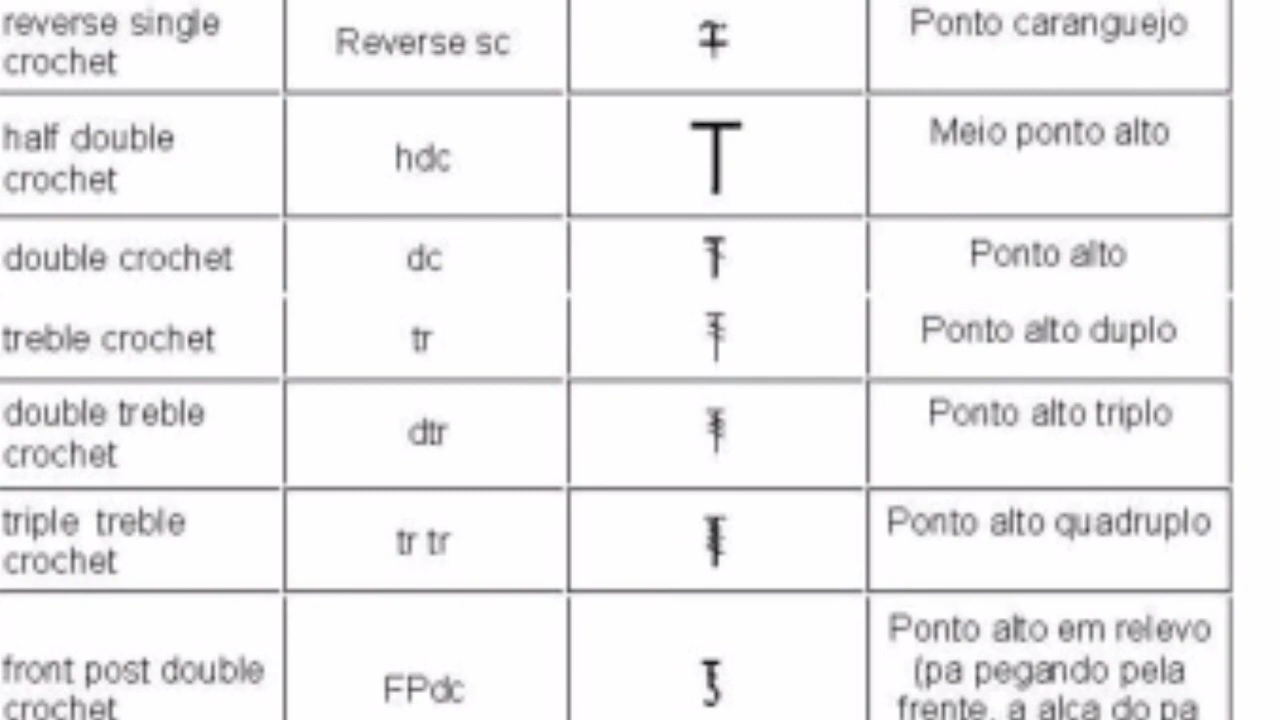 reverse single
crochet
Reverse sc
Ponto caranguejo
half double
crochet
hdc
Meio ponto alto
double crochet
dc
Ponto alto
treble crochet
tr
Ponto alto duplo
double treble
crochet
dtr
Ponto alto triplo
triple treble
crochet
tr tr
Ponto alto quadruplo
front post double
crochet
FPdc
Ponto alto em relevo
(pa pegando pela
frente, a alça do pa